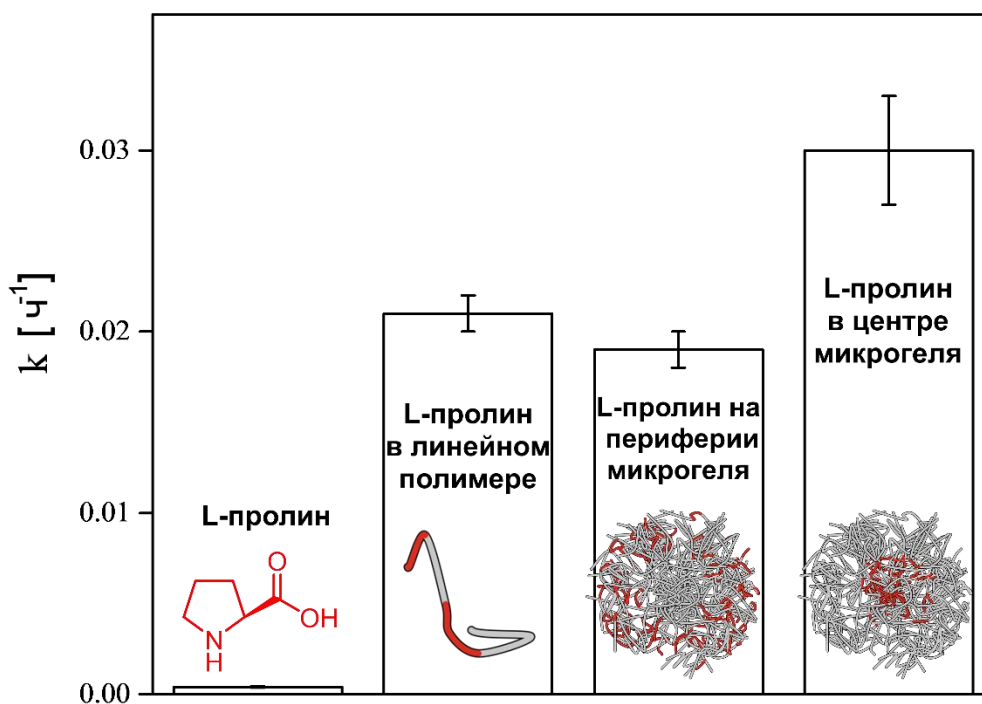 k [ч⁻¹]
0.03
0.02
0.01
0.00
L-пролин
O
OH
N
H
L-пролин
в линейном
полимере
L-пролин на
периферии
микрогеля
L-пролин
в центре
микрогеля